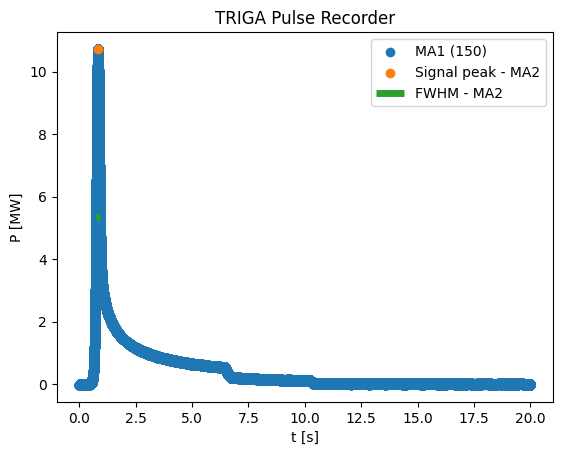 TRIGA Pulse Recorder
MA1 (150)
Signal peak - MA2
FWHM - MA2
P [MW]
10
8
6
4
2
0
0.0 2.5 5.0 7.5 10.0 12.5 15.0 17.5 20.0
t [s]